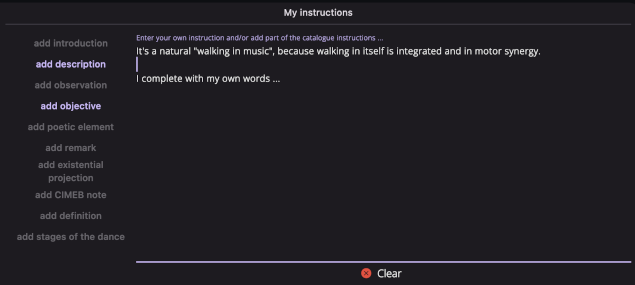 My instructions
add introduction
add description
add observation
add objective
add poetic element
add remark
add existential
projection
add CIMEB note
add definition
add stages of the dance
Enter your own instruction and/or add part of the catalogue instructions ...
It's a natural "walking in music", because walking in itself is integrated and in motor synergy.
I complete with my own words ...
Clear